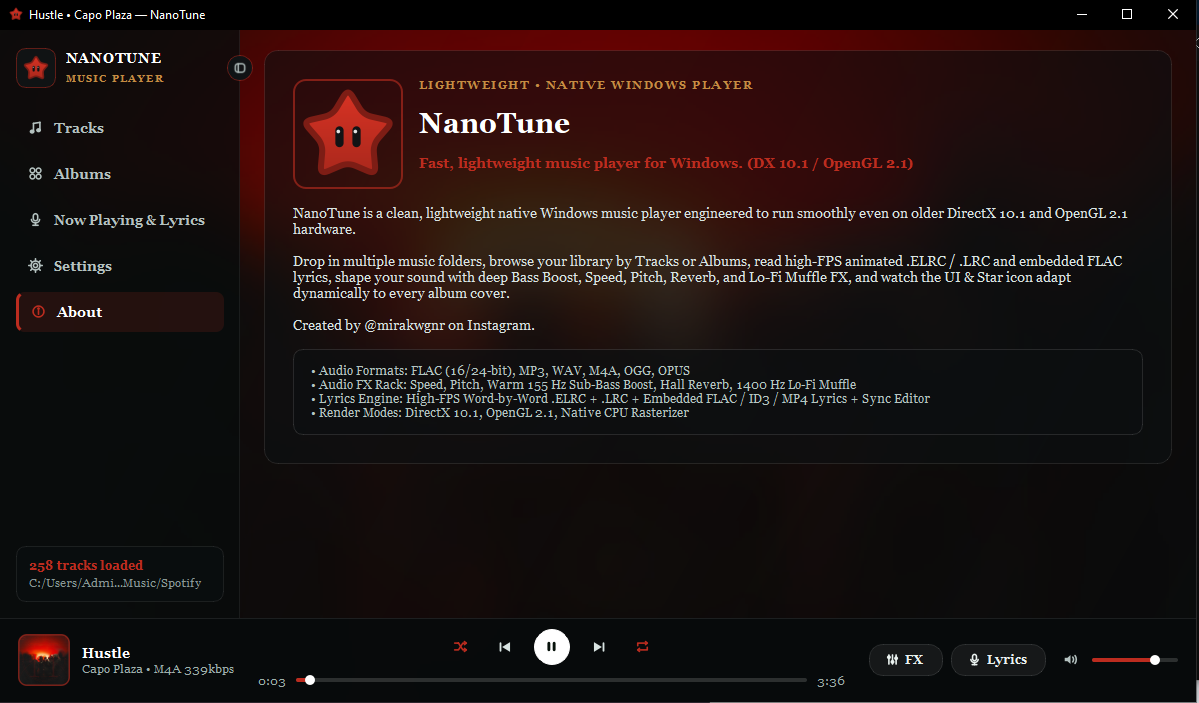 Hustle • Capo Plaza — NanoTune
NANOTUNE
MUSIC PLAYER
Tracks
Albums
Now Playing & Lyrics
Settings
About
258 tracks loaded
C:/Users/Admi...Music/Spotify
LIGHTWEIGHT • NATIVE WINDOWS PLAYER
NanoTune
Fast, lightweight music player for Windows. (DX 10.1 / OpenGL 2.1)
NanoTune is a clean, lightweight native Windows music player engineered to run smoothly even on older DirectX 10.1 and OpenGL 2.1
hardware.
Drop in multiple music folders, browse your library by Tracks or Albums, read high-FPS animated .ELRC / .LRC and embedded FLAC
lyrics, shape your sound with deep Bass Boost, Speed, Pitch, Reverb, and Lo-Fi Muffle FX, and watch the UI & Star icon adapt
dynamically to every album cover.
Created by @mirakwgnr on Instagram.
• Audio Formats: FLAC (16/24-bit), MP3, WAV, M4A, OGG, OPUS
• Audio FX Rack: Speed, Pitch, Warm 155 Hz Sub-Bass Boost, Hall Reverb, 1400 Hz Lo-Fi Muffle
• Lyrics Engine: High-FPS Word-by-Word .ELRC + .LRC + Embedded FLAC / ID3 / MP4 Lyrics + Sync Editor
• Render Modes: DirectX 10.1, OpenGL 2.1, Native CPU Rasterizer
Hustle
Capo Plaza • M4A 339kbps
0:03
3:36
FX
Lyrics